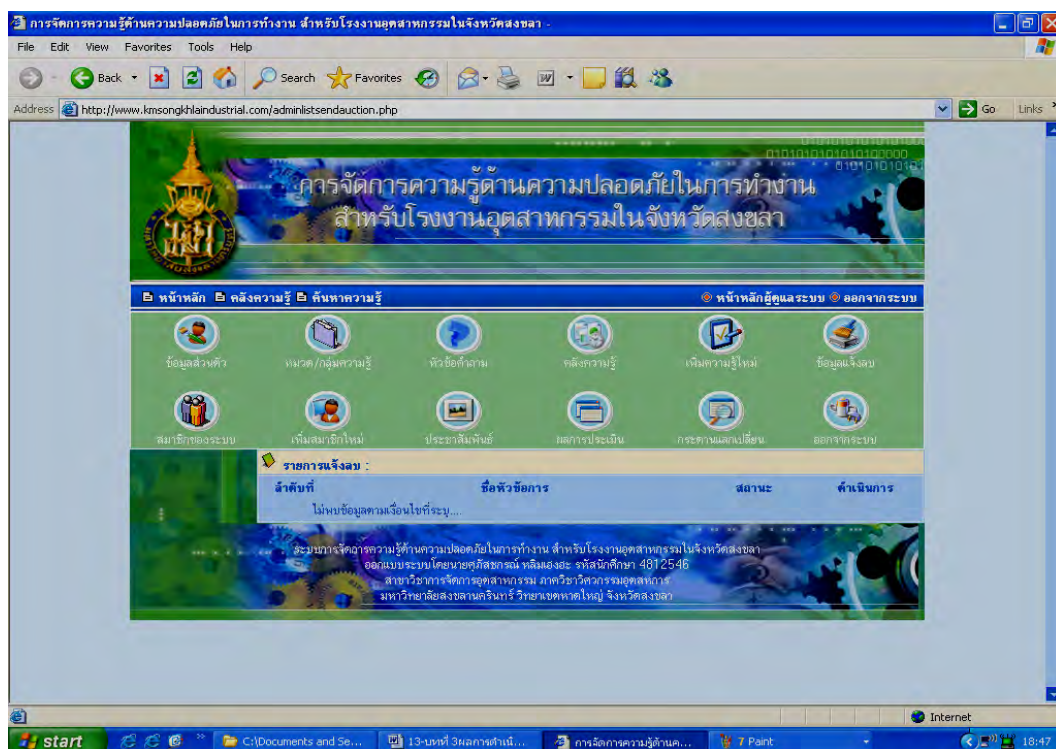 การจัดการความรู้ด้านความปลอดภัยในการทำงาน สำหรับโรงงานอุตสาหกรรมในจังหวัดสงขลา -
File Edit View Favorites Tools Help
Back Search Favorites
Address http://www.kmsongkhlaindustrial.com/adminlistsendauction.php Go Links
การจัดการความรู้ด้านความปลอดภัยในการทำงาน
สำหรับโรงงานอุตสาหกรรมในจังหวัดสงขลา
หน้าหลัก คลังความรู้ ค้นหาความรู้ หน้าหลักผู้ดูแลระบบ ออกจากระบบ
ข้อมูลส่วนตัว หมวด/กลุ่มความรู้ หัวข้อคำถาม คลังความรู้ เพิ่มความรู้ใหม่ ข้อมูลแจ้งลบ
สมาชิกของระบบ เพิ่มสมาชิกใหม่ ประชาสัมพันธ์ ผลการประเมิน กระดานแลกเปลี่ยน ออกจากระบบ
รายการแจ้งลบ :
ลำดับที่ ชื่อหัวข้อการ สถานะ ดำเนินการ
ไม่พบข้อมูลตามเงื่อนไขที่ระบุ....
ระบบการจัดการความรู้ด้านความปลอดภัยในการทำงาน สำหรับโรงงานอุตสาหกรรมในจังหวัดสงขลา
ออกแบบระบบโดยนายศุภัสชกรณ์ หลิมเฮงฮะ รหัสนักศึกษา 4812546
สาขาวิชาการจัดการอุตสาหกรรม ภาควิชาวิศวกรรมอุตสหการ
มหาวิทยาลัยสงขลานครินทร์ วิทยาเขตหาดใหญ่ จังหวัดสงขลา
Internet
start C:\Documents and Se... 13-บทที่ 3ผลการดำเนิ... การจัดการความรู้ด้านค... 7 Paint 18:47